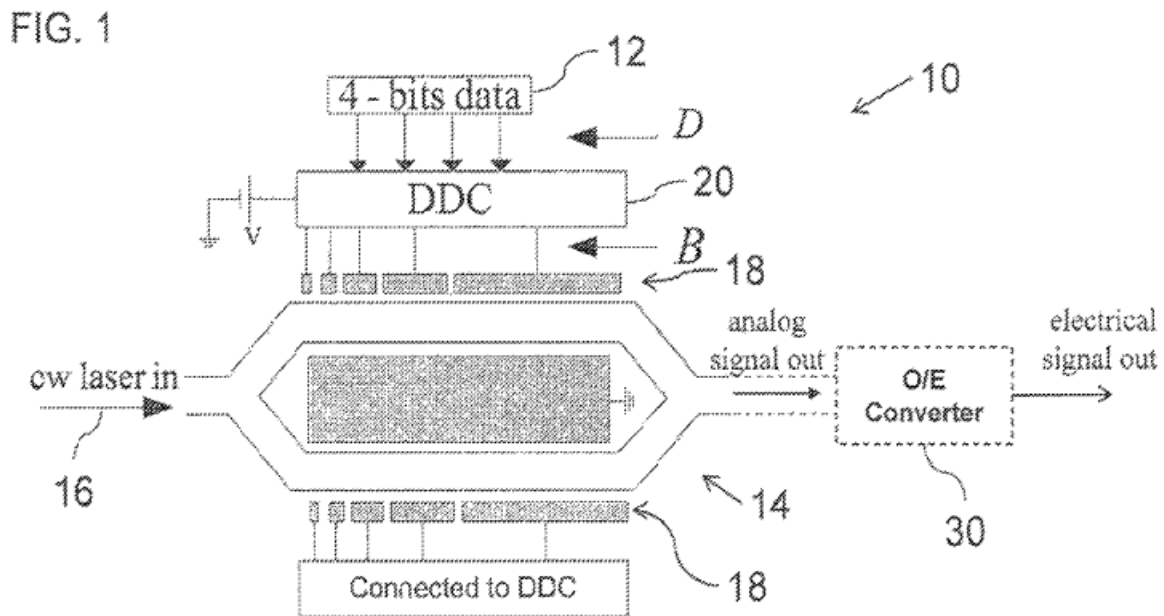 FIG. 1
12
4 - bits data
10
D
DDC
20
V
B
18
analog
signal out
electrical
signal out
cw laser in
O/E
Converter
16
14
30
18
Connected to DDC